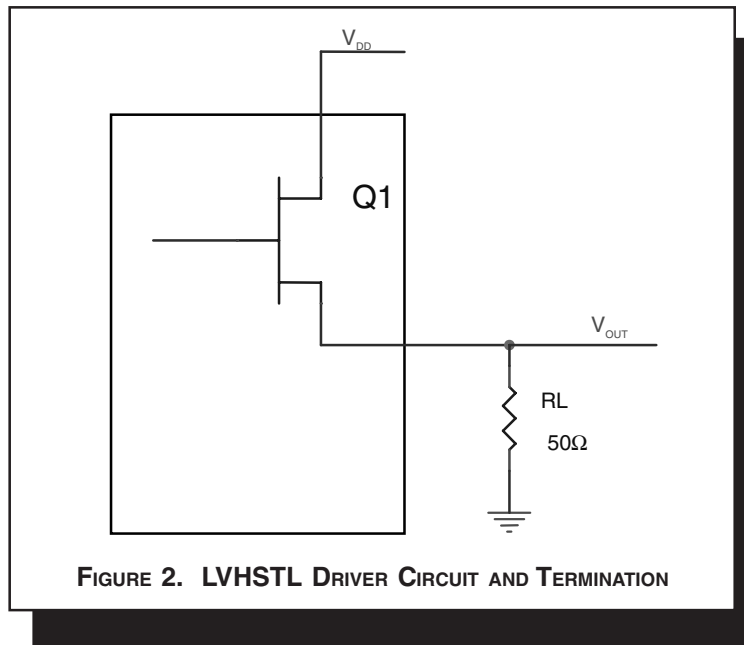 VDD
Q1
VOUT
RL
50Ω
FIGURE 2. LVHSTL DRIVER CIRCUIT AND TERMINATION